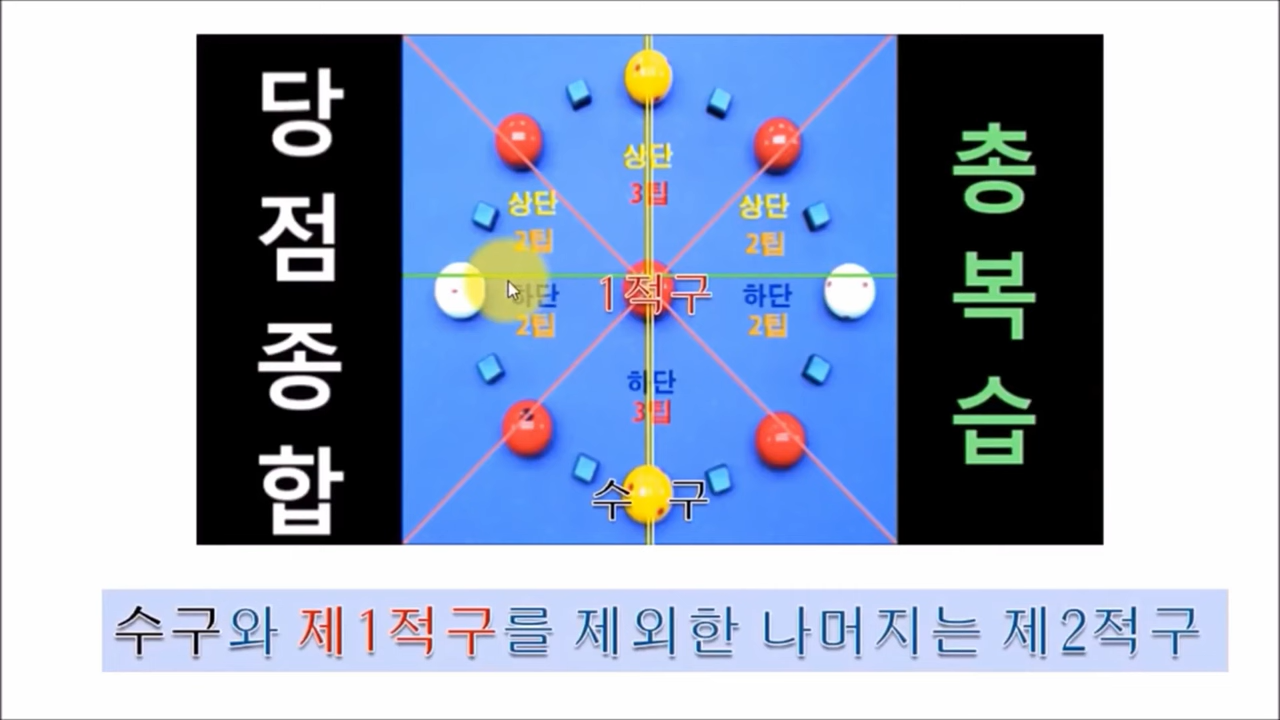 당점종합
총복습
상단
3팁
상단
2팁
상단
2팁
1적구
하단
2팁
하단
2팁
하단
3팁
수구
수구와 제1적구를 제외한 나머지는 제2적구